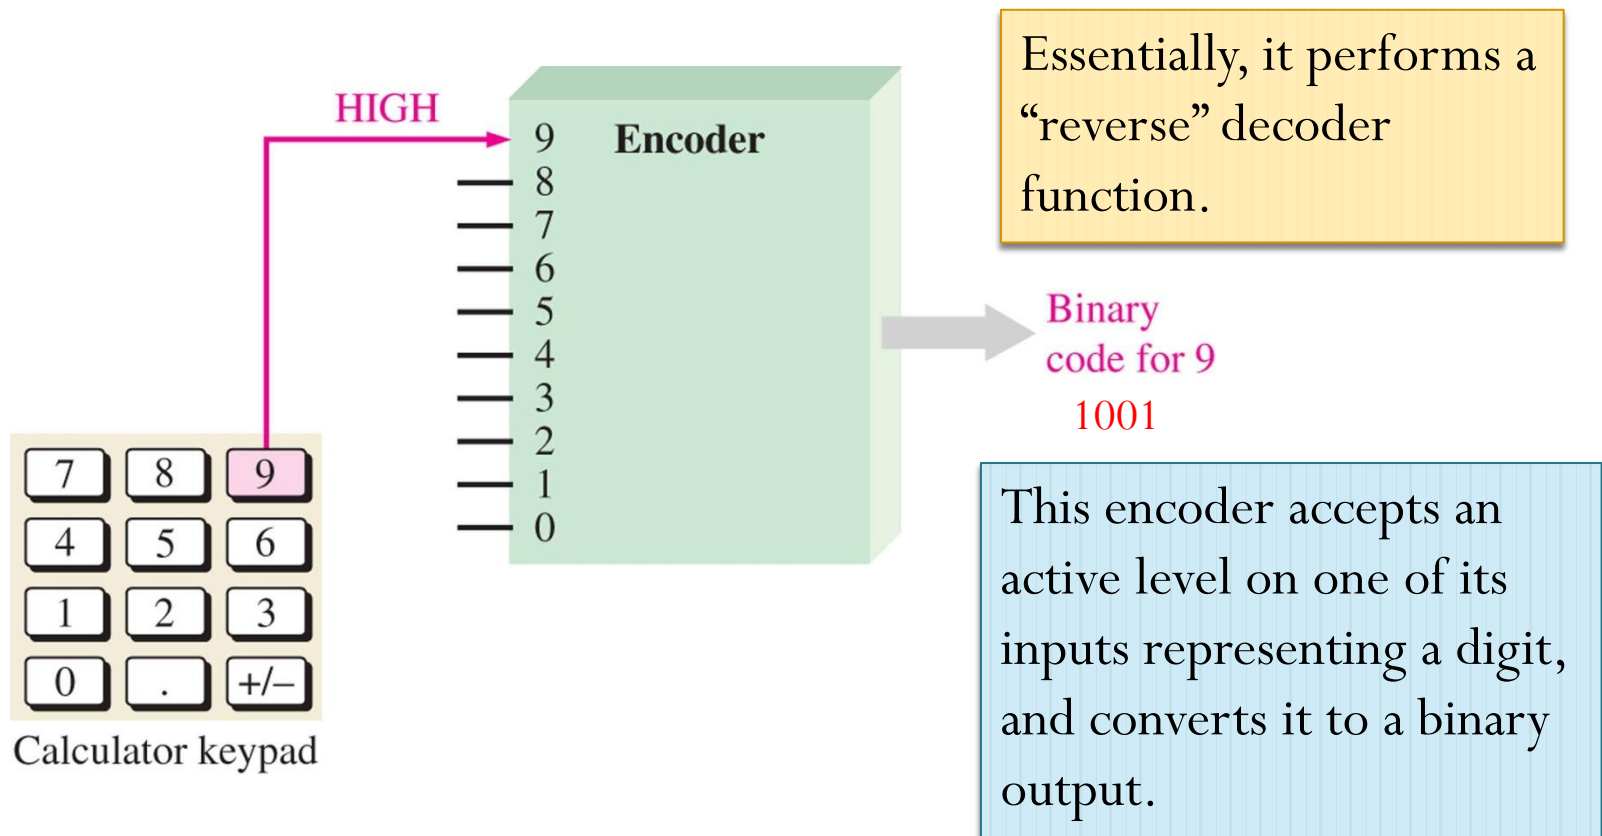 Essentially, it performs a
“reverse” decoder
function.
HIGH
9 Encoder
8
7
6
5
4
3
2
1
0
Binary
code for 9
1001
7 8 9
4 5 6
1 2 3
0 . +/–
Calculator keypad
This encoder accepts an
active level on one of its
inputs representing a digit,
and converts it to a binary
output.